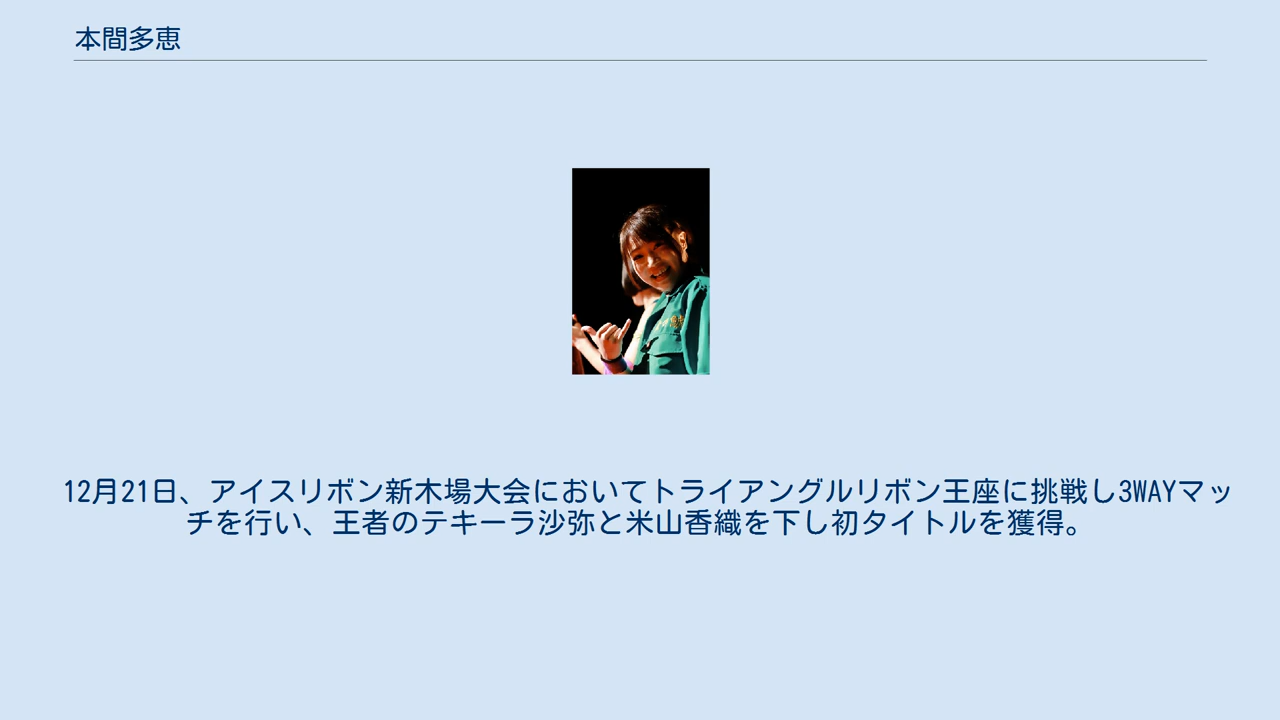 本間多恵
12月21日、アイスリボン新木場大会においてトライアングルリボン王座に挑戦し3WAYマッ
チを行い、王者のテキーラ沙弥と米山香織を下し初タイトルを獲得。